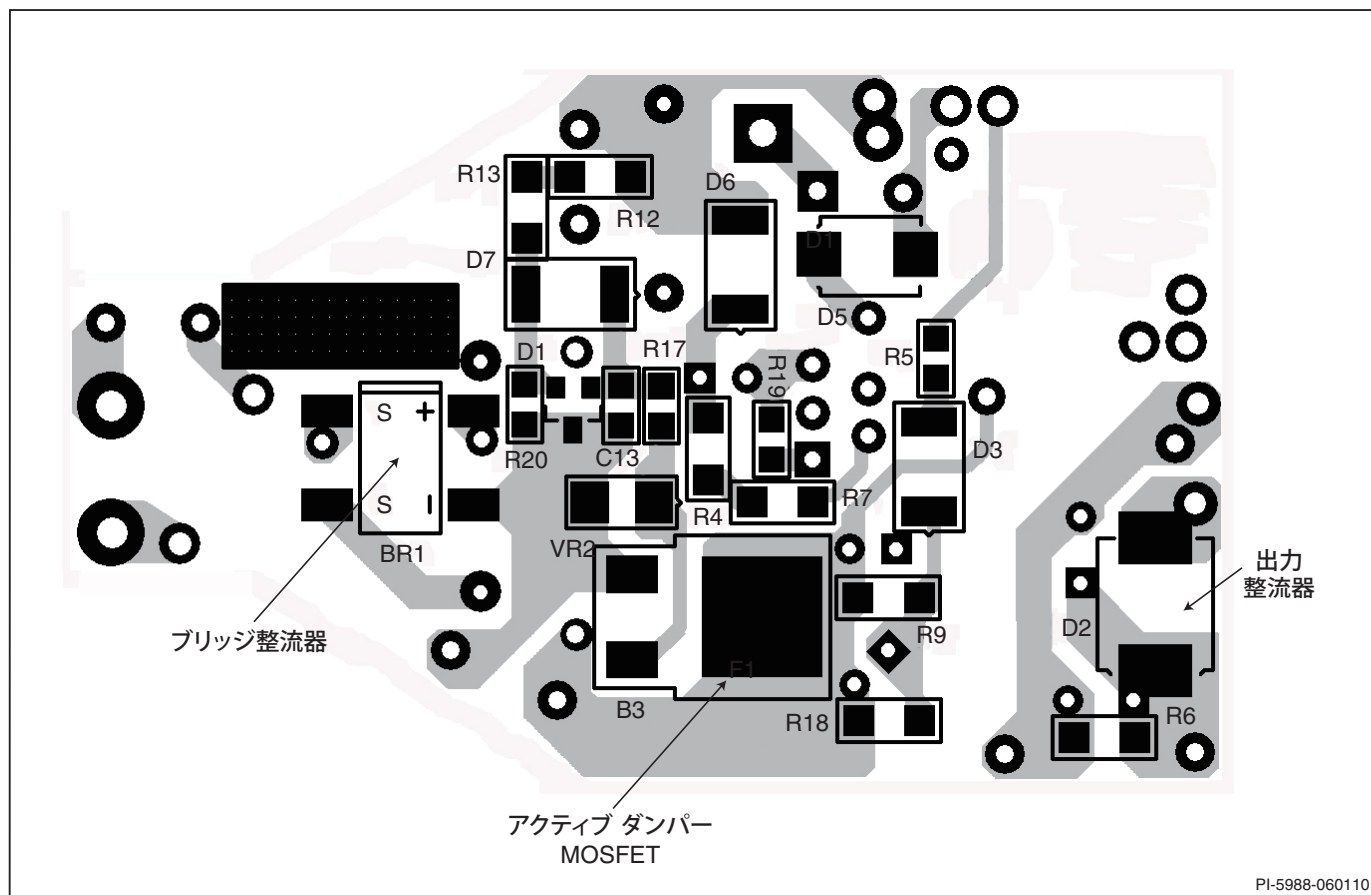 R13
R12
D6
D7
D1
D5
D1
R17
R19
R5
S
+
R20
C13
D3
S
−
R4
R7
BR1
VR2
出力
整流器
ブリッジ整流器
D2
R9
F1
B3
R18
R6
アクティブ ダンパー
MOSFET
PI-5988-060110